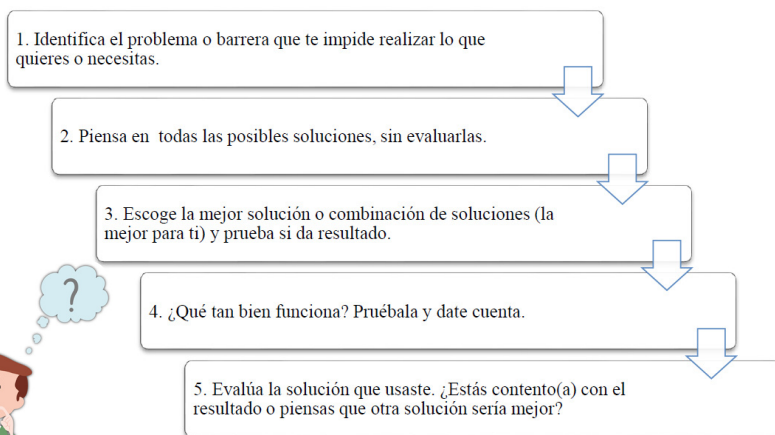 1. Identifica el problema o barrera que te impide realizar lo que
quieres o necesitas.
2. Piensa en todas las posibles soluciones, sin evaluarlas.
3. Escoge la mejor solución o combinación de soluciones (la
mejor para ti) y prueba si da resultado.
?
4. ¿Qué tan bien funciona? Pruébala y date cuenta.
5. Evalúa la solución que usaste. ¿Estás contento(a) con el
resultado o piensas que otra solución sería mejor?